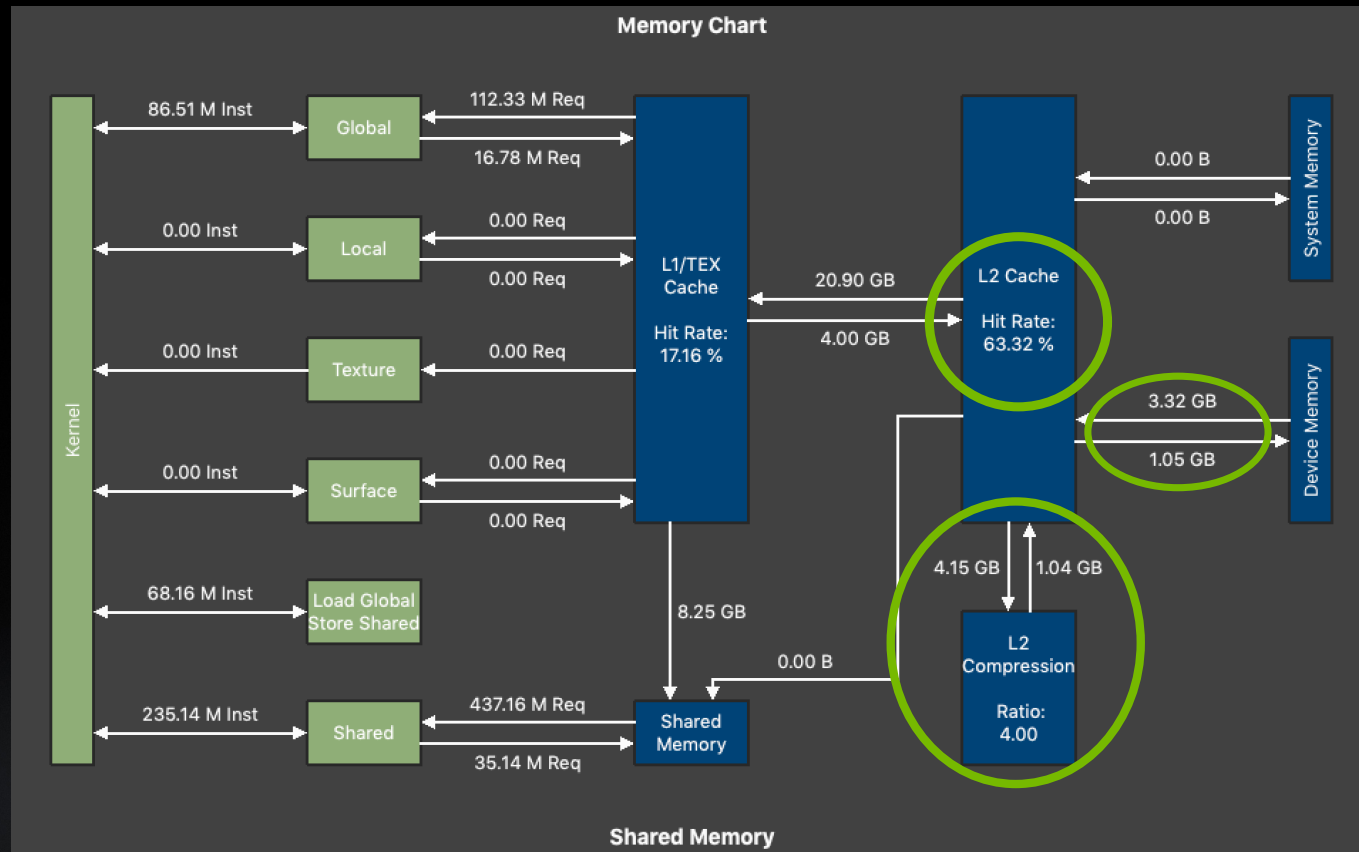 Memory Chart
Kernel
86.51 M Inst
Global
112.33 M Req
16.78 M Req
0.00 Inst
Local
0.00 Req
0.00 Req
0.00 Inst
Texture
0.00 Req
0.00 Inst
Surface
0.00 Req
0.00 Req
68.16 M Inst
Load Global
Store Shared
235.14 M Inst
Shared
437.16 M Req
35.14 M Req
L1/TEX
Cache
Hit Rate:
17.16 %
8.25 GB
Shared
Memory
20.90 GB
4.00 GB
0.00 B
L2 Cache
Hit Rate:
63.32 %
4.15 GB
1.04 GB
L2
Compression
Ratio:
4.00
0.00 B
0.00 B
System Memory
3.32 GB
1.05 GB
Device Memory
Shared Memory